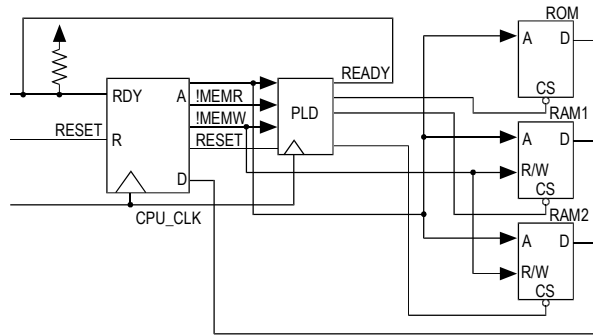 ROM
A D
READY
CS
RDY A !MEMR PLD
RAM1
!MEMW
A D
RESET R RESET
R/W
D
CS
CPU_CLK
RAM2
A D
R/W
CS